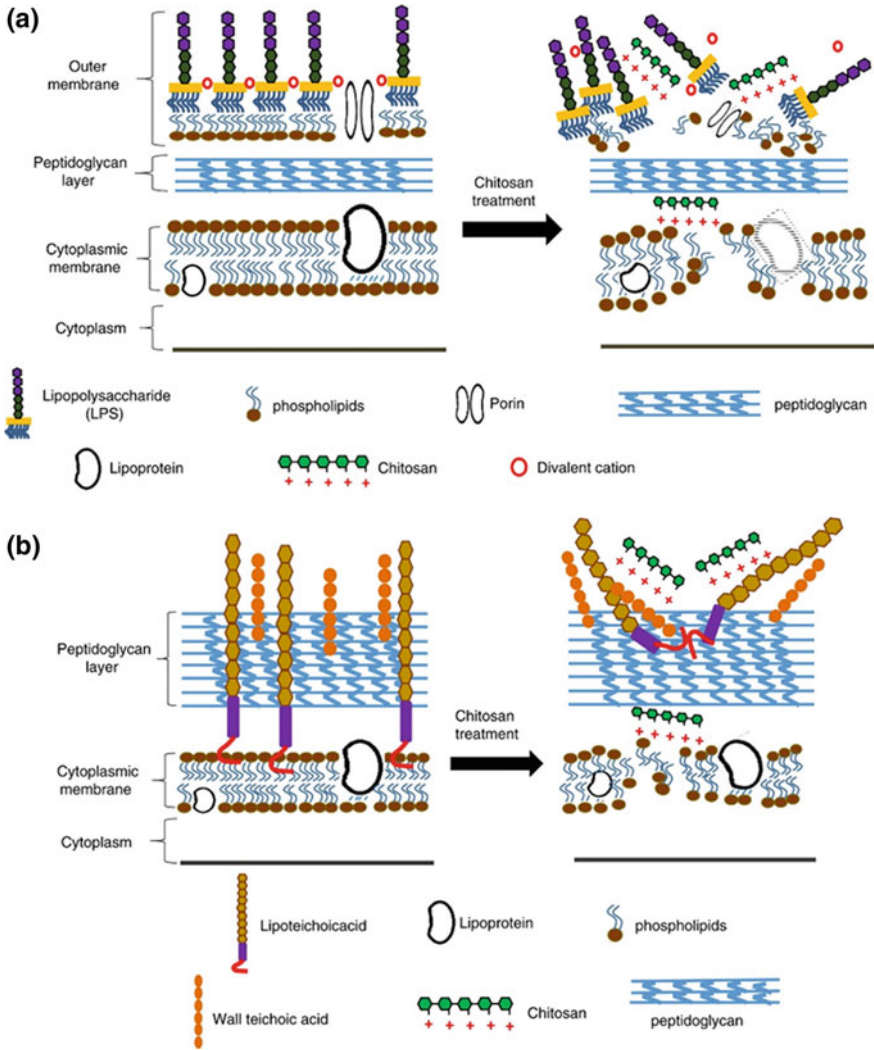 (a)
Outer
membrane
Peptidoglycan
layer
Cytoplasmic
membrane
Cytoplasm
Chitosan
treatment
Lipopolysaccharide
(LPS)
phospholipids
Porin
peptidoglycan
Lipoprotein
Chitosan
Divalent cation
(b)
Peptidoglycan
layer
Cytoplasmic
membrane
Cytoplasm
Chitosan
treatment
Lipoteichoicacid
Lipoprotein
phospholipids
Wall teichoic acid
Chitosan
peptidoglycan